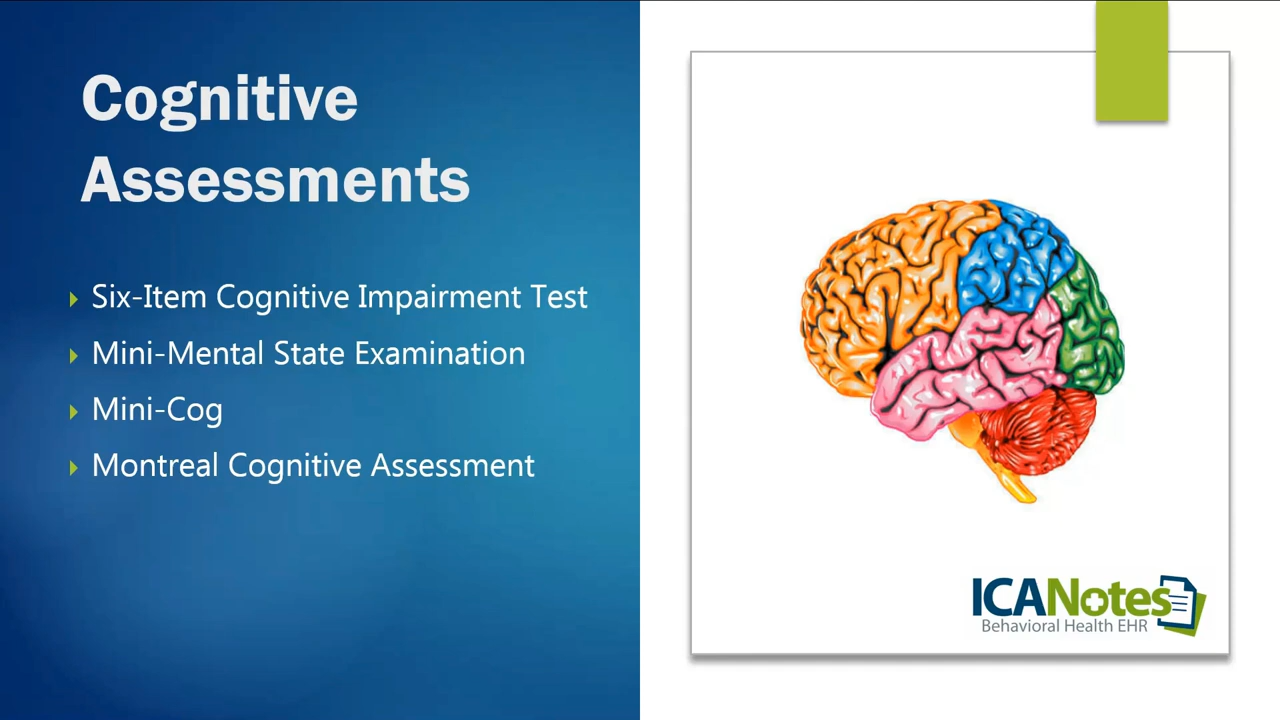 Cognitive
Assessments
Six-Item Cognitive Impairment Test
Mini-Mental State Examination
Mini-Cog
Montreal Cognitive Assessment
ICANotes
Behavioral Health EHR